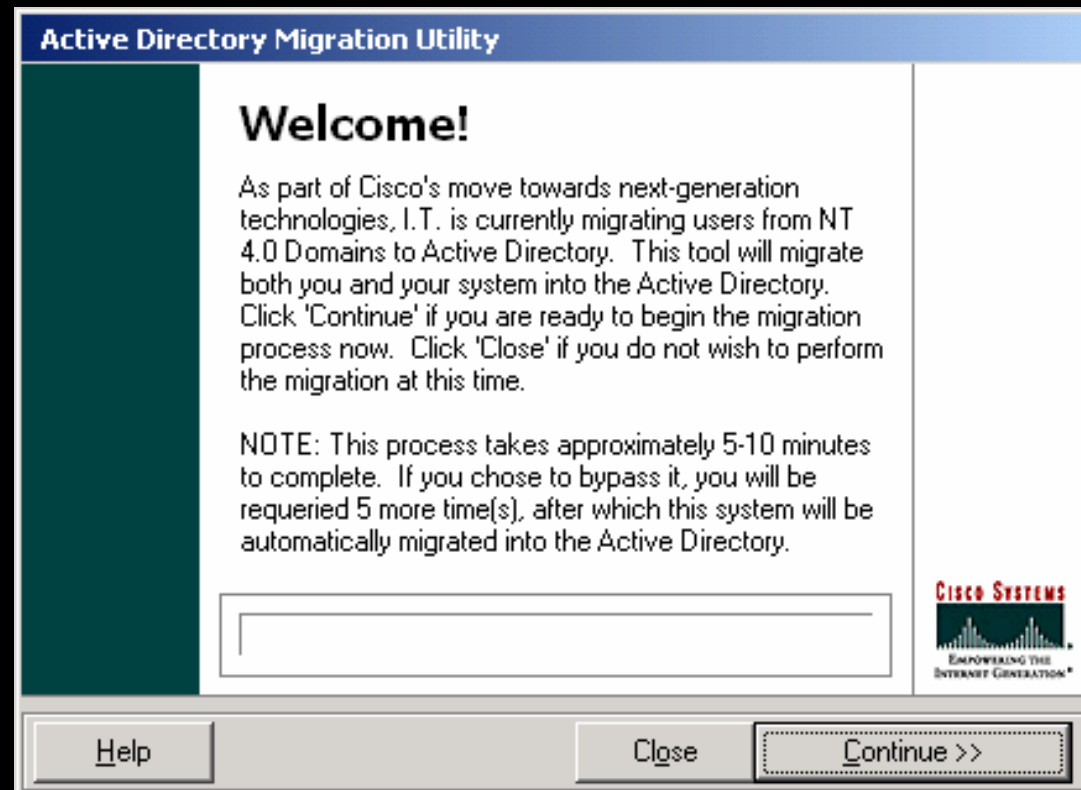 Active Directory Migration Utility
Welcome!
As part of Cisco's move towards next-generation
technologies, I.T. is currently migrating users from NT
4.0 Domains to Active Directory.  This tool will migrate
both you and your system into the Active Directory.
Click 'Continue' if you are ready to begin the migration
process now.  Click 'Close' if you do not wish to perform
the migration at this time.
NOTE: This process takes approximately 5-10 minutes
to complete.  If you chose to bypass it, you will be
requeried 5 more time(s), after which this system will be
automatically migrated into the Active Directory.
CISCO SYSTEMS
EMPOWERING THE
INTERNET GENERATION
Help
Close
Continue >>